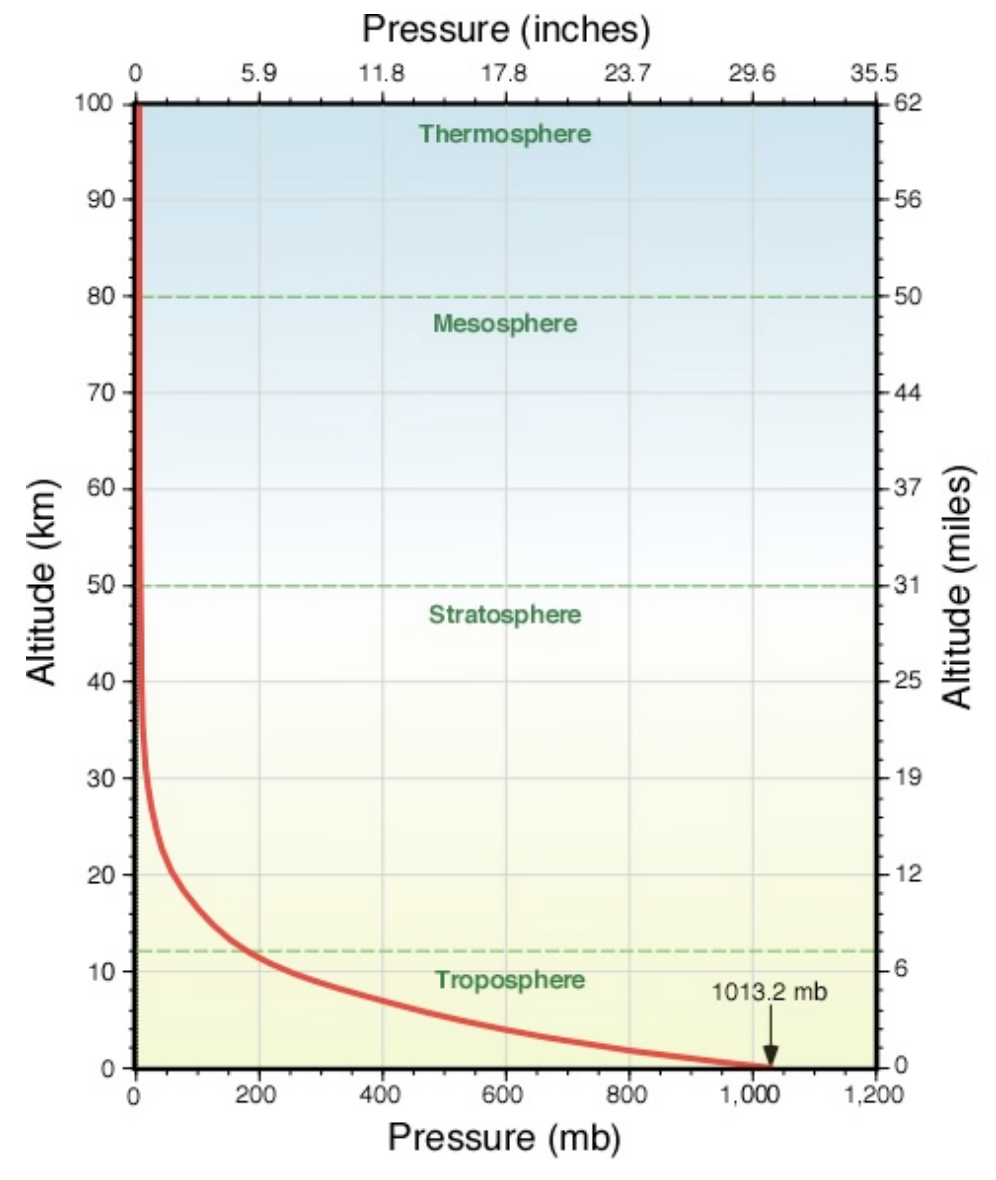 Pressure (inches)
0 5.9 11.8 17.8 23.7 29.6 35.5
100 62
Thermosphere
90 56
80 50
Mesosphere
70 44
60 37
Altitude (km)
Altitude (miles)
50 31
Stratosphere
40 25
30 19
20 12
10 6
Troposphere
1013.2 mb
0 0
0 200 400 600 800 1,000 1,200
Pressure (mb)